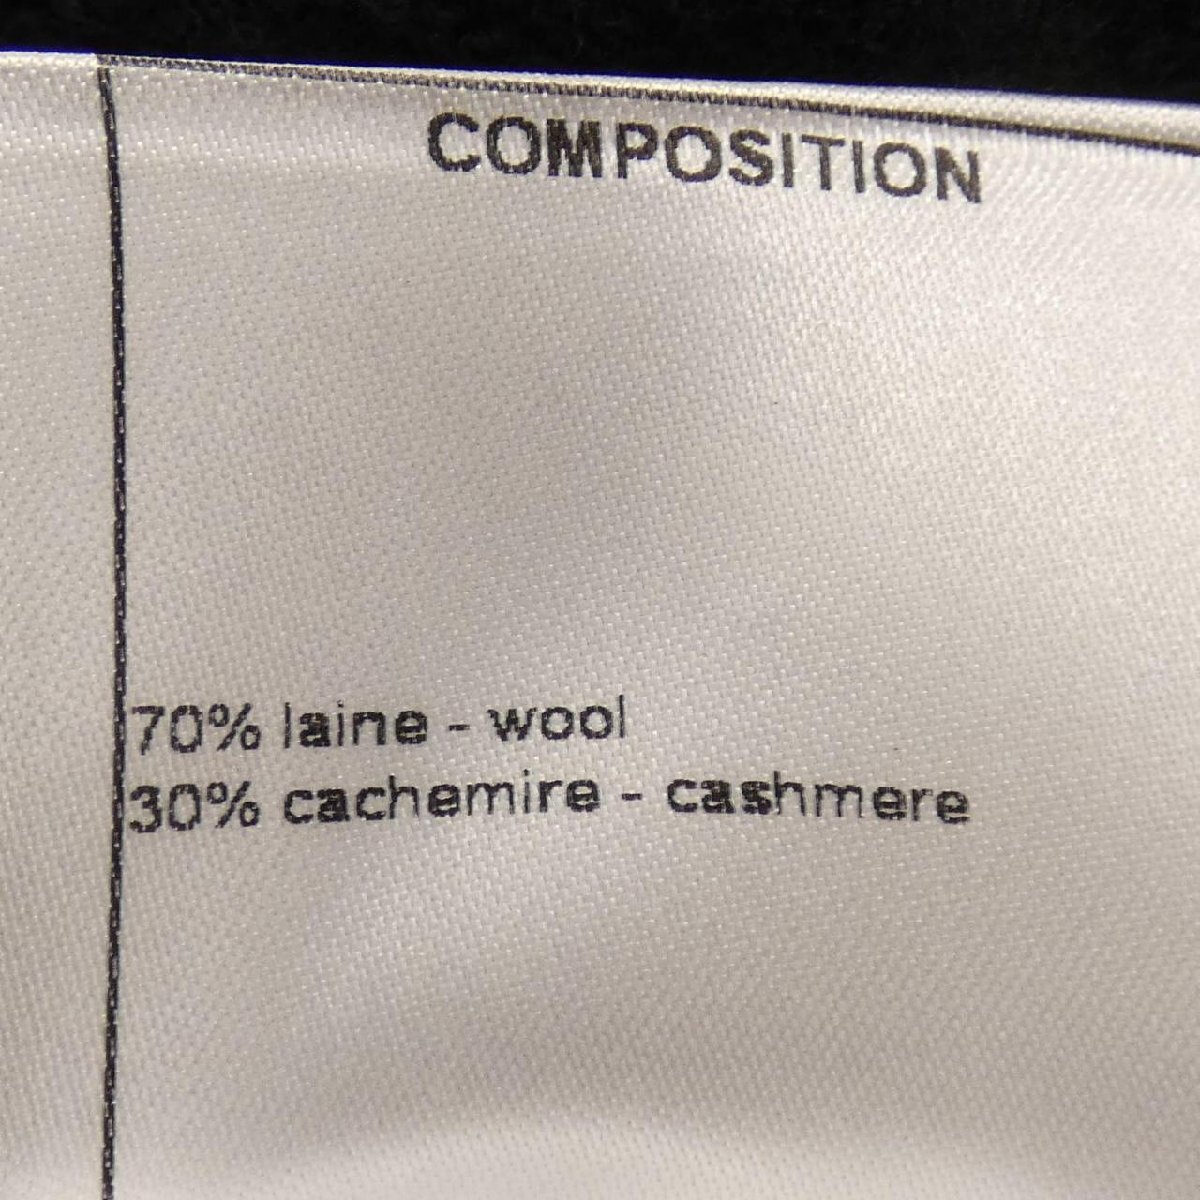 COMPOSITION
70% laine - wool
30% cachemire - cashmere